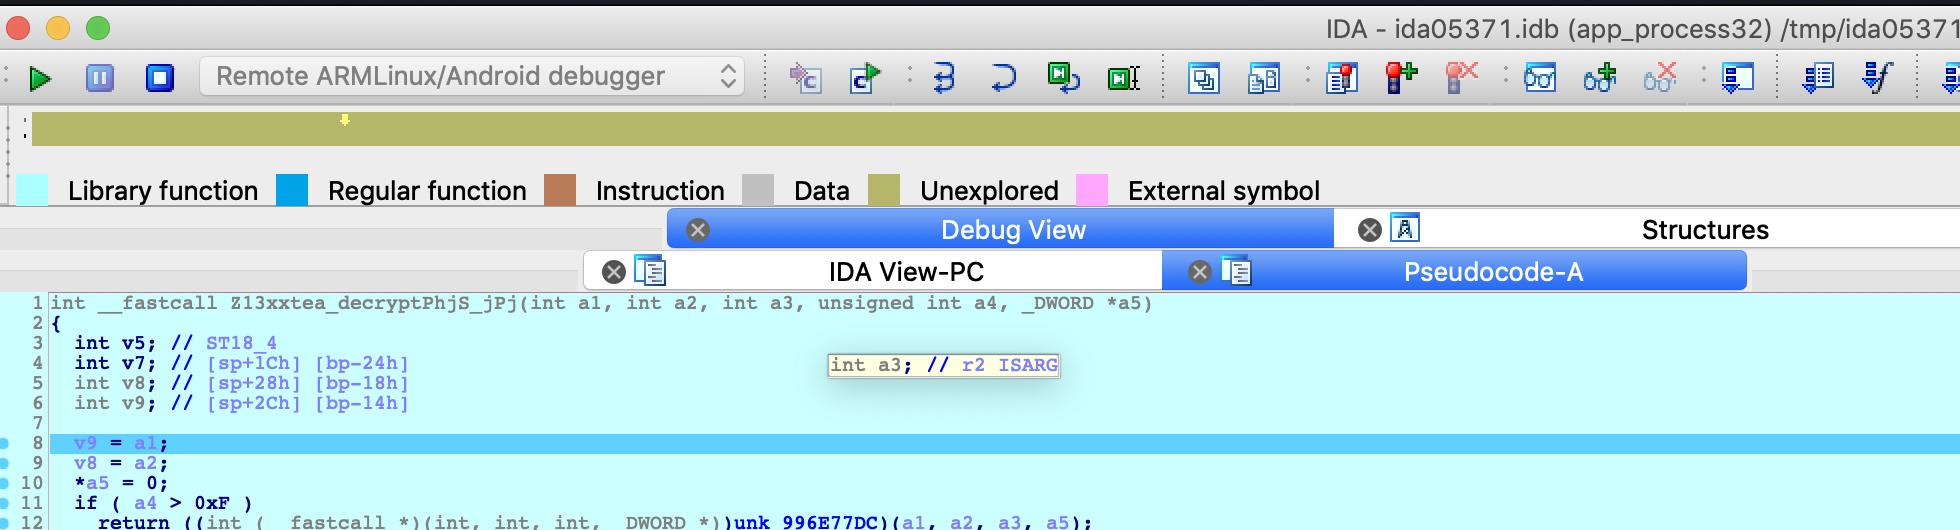 IDA - ida05371.idb (app_process32) /tmp/ida05371
Remote ARMLinux/Android debugger
Library function Regular function Instruction Data Unexplored External symbol
Debug View Structures
IDA View-PC Pseudocode-A
1 int __fastcall Z13xxtea_decryptPhjS_jPj(int a1, int a2, int a3, unsigned int a4, _DWORD *a5)
2 {
3 int v5; // ST18_4
4 int v7; // [sp+1Ch] [bp-24h]
int a3; // r2 ISARG
5 int v8; // [sp+28h] [bp-18h]
6 int v9; // [sp+2Ch] [bp-14h]
7
8 v9 = a1;
9 v8 = a2;
10 *a5 = 0;
11 if ( a4 > 0xF )
12 return ((int (__fastcall *)(int, int, int, _DWORD *))unk_996E77DC)(a1, a2, a3, a5);